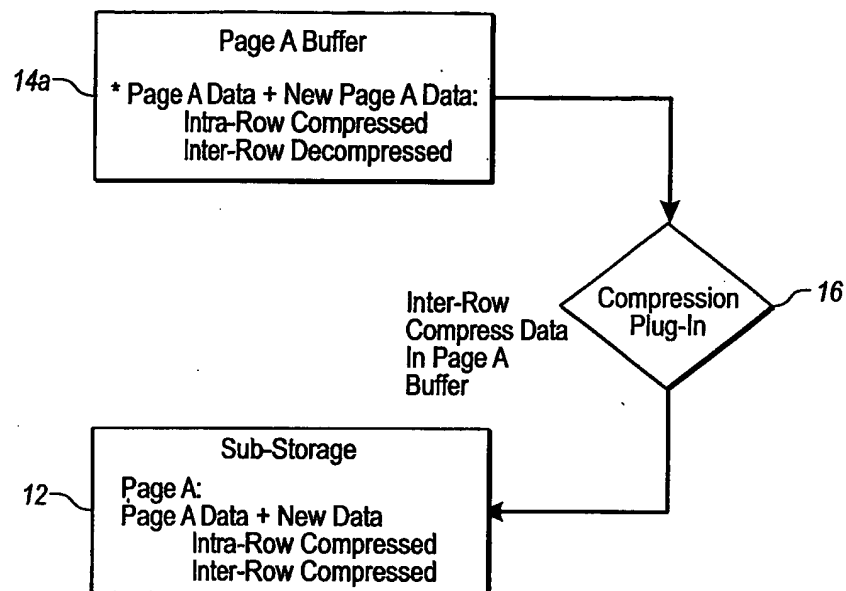 Page A Buffer
14a
* Page A Data + New Page A Data:
Intra-Row Compressed
Inter-Row Decompressed
Compression
Plug-In
16
Inter-Row
Compress Data
In Page A
Buffer
Sub-Storage
12
Page A:
Page A Data + New Data
Intra-Row Compressed
Inter-Row Compressed